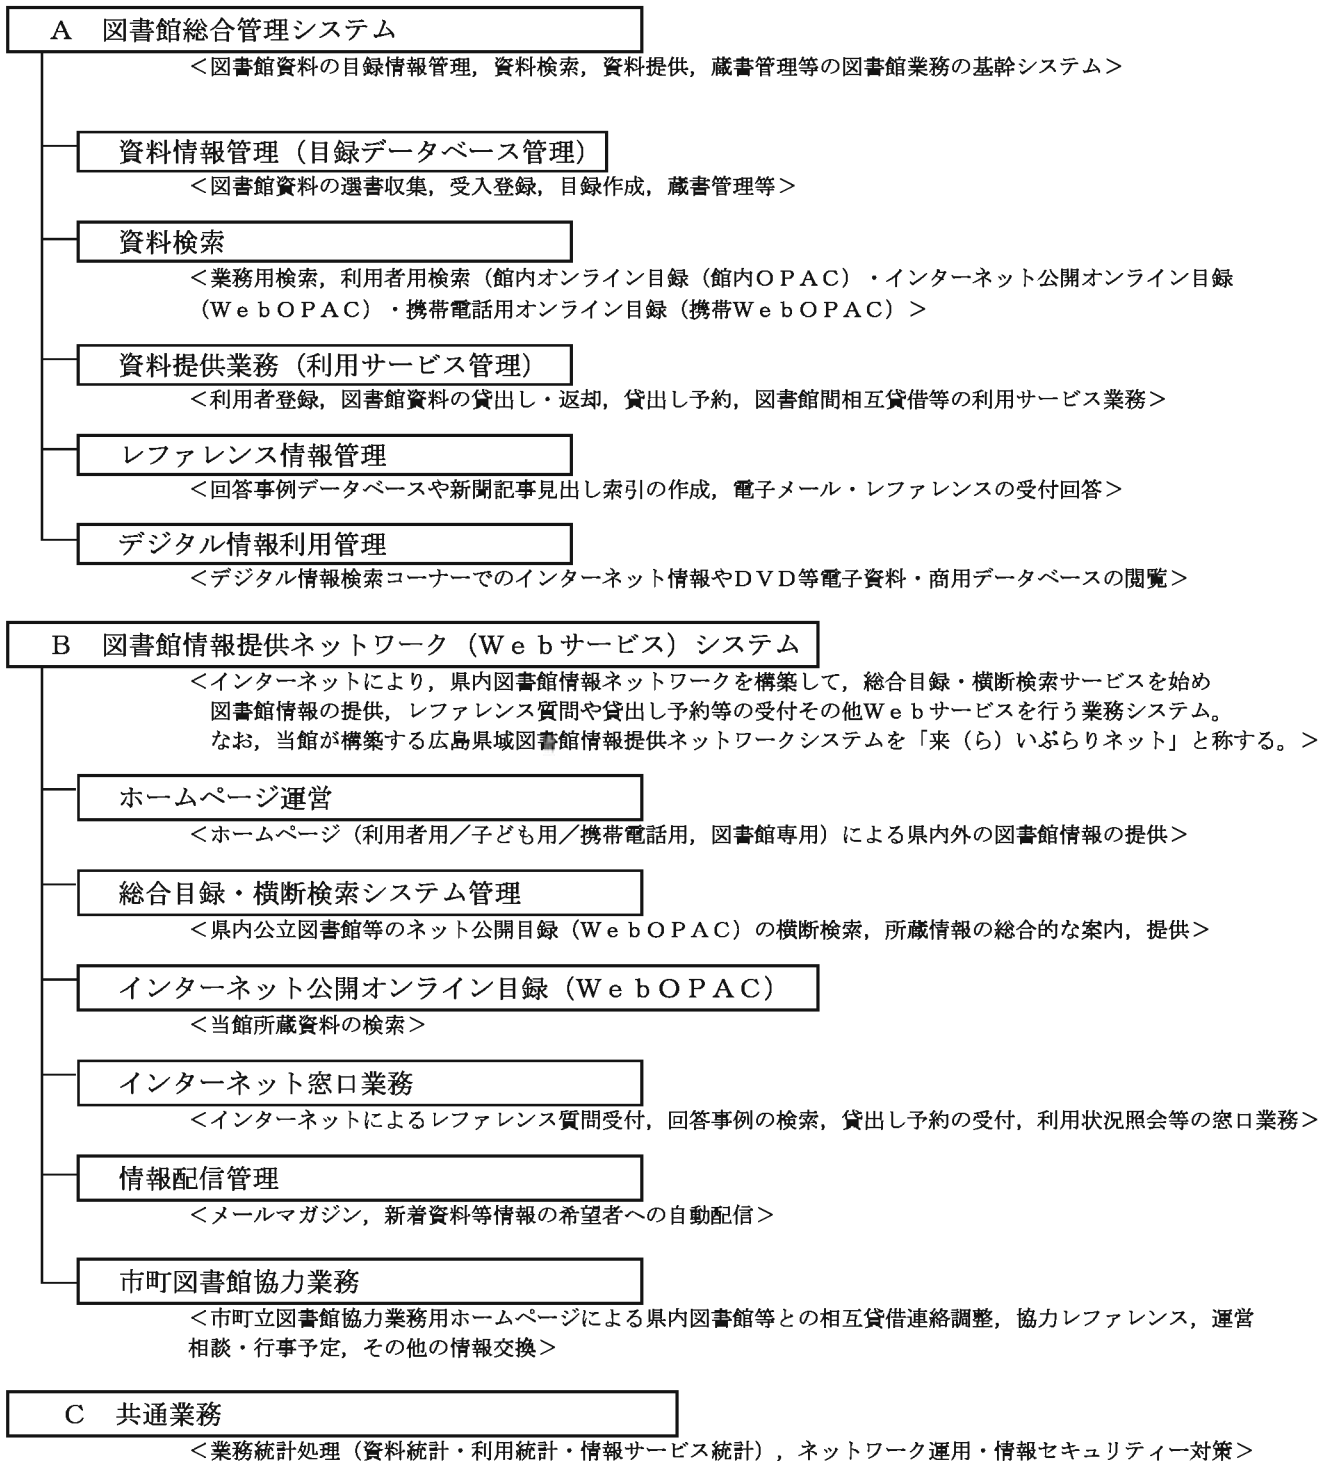 Ａ　図書館総合管理システム
＜図書館資料の目録情報管理，資料検索，資料提供，蔵書管理等の図書館業務の基幹システム＞
資料情報管理（目録データベース管理）
＜図書館資料の選書収集，受入登録，目録作成，蔵書管理等＞
資料検索
＜業務用検索，利用者用検索（館内オンライン目録（館内ＯＰＡＣ）・インターネット公開オンライン目録
（ＷｅｂＯＰＡＣ）・携帯電話用オンライン目録（携帯ＷｅｂＯＰＡＣ）＞
資料提供業務（利用サービス管理）
＜利用者登録，図書館資料の貸出し・返却，貸出し予約，図書館間相互貸借等の利用サービス業務＞
レファレンス情報管理
＜回答事例データベースや新聞記事見出し索引の作成，電子メール・レファレンスの受付回答＞
デジタル情報利用管理
＜デジタル情報検索コーナーでのインターネット情報やＤＶＤ等電子資料・商用データベースの閲覧＞
Ｂ　図書館情報提供ネットワーク（Ｗｅｂサービス）システム
＜インターネットにより，県内図書館情報ネットワークを構築して，総合目録・横断検索サービスを始め
図書館情報の提供，レファレンス質問や貸出し予約等の受付その他Ｗｅｂサービスを行う業務システム。
なお，当館が構築する広島県域図書館情報提供ネットワークシステムを「来（ら）いぶらりネット」と称する。＞
ホームページ運営
＜ホームページ（利用者用／子ども用／携帯電話用，図書館専用）による県内外の図書館情報の提供＞
総合目録・横断検索システム管理
＜県内公立図書館等のネット公開目録（ＷｅｂＯＰＡＣ）の横断検索，所蔵情報の総合的な案内，提供＞
インターネット公開オンライン目録（ＷｅｂＯＰＡＣ）
＜当館所蔵資料の検索＞
インターネット窓口業務
＜インターネットによるレファレンス質問受付，回答事例の検索，貸出し予約の受付，利用状況照会等の窓口業務＞
情報配信管理
＜メールマガジン，新着資料等情報の希望者への自動配信＞
市町図書館協力業務
＜市町立図書館協力業務用ホームページによる県内図書館等との相互貸借連絡調整，協力レファレンス，運営
相談・行事予定，その他の情報交換＞
Ｃ　共通業務
＜業務統計処理（資料統計・利用統計・情報サービス統計），ネットワーク運用・情報セキュリティー対策＞